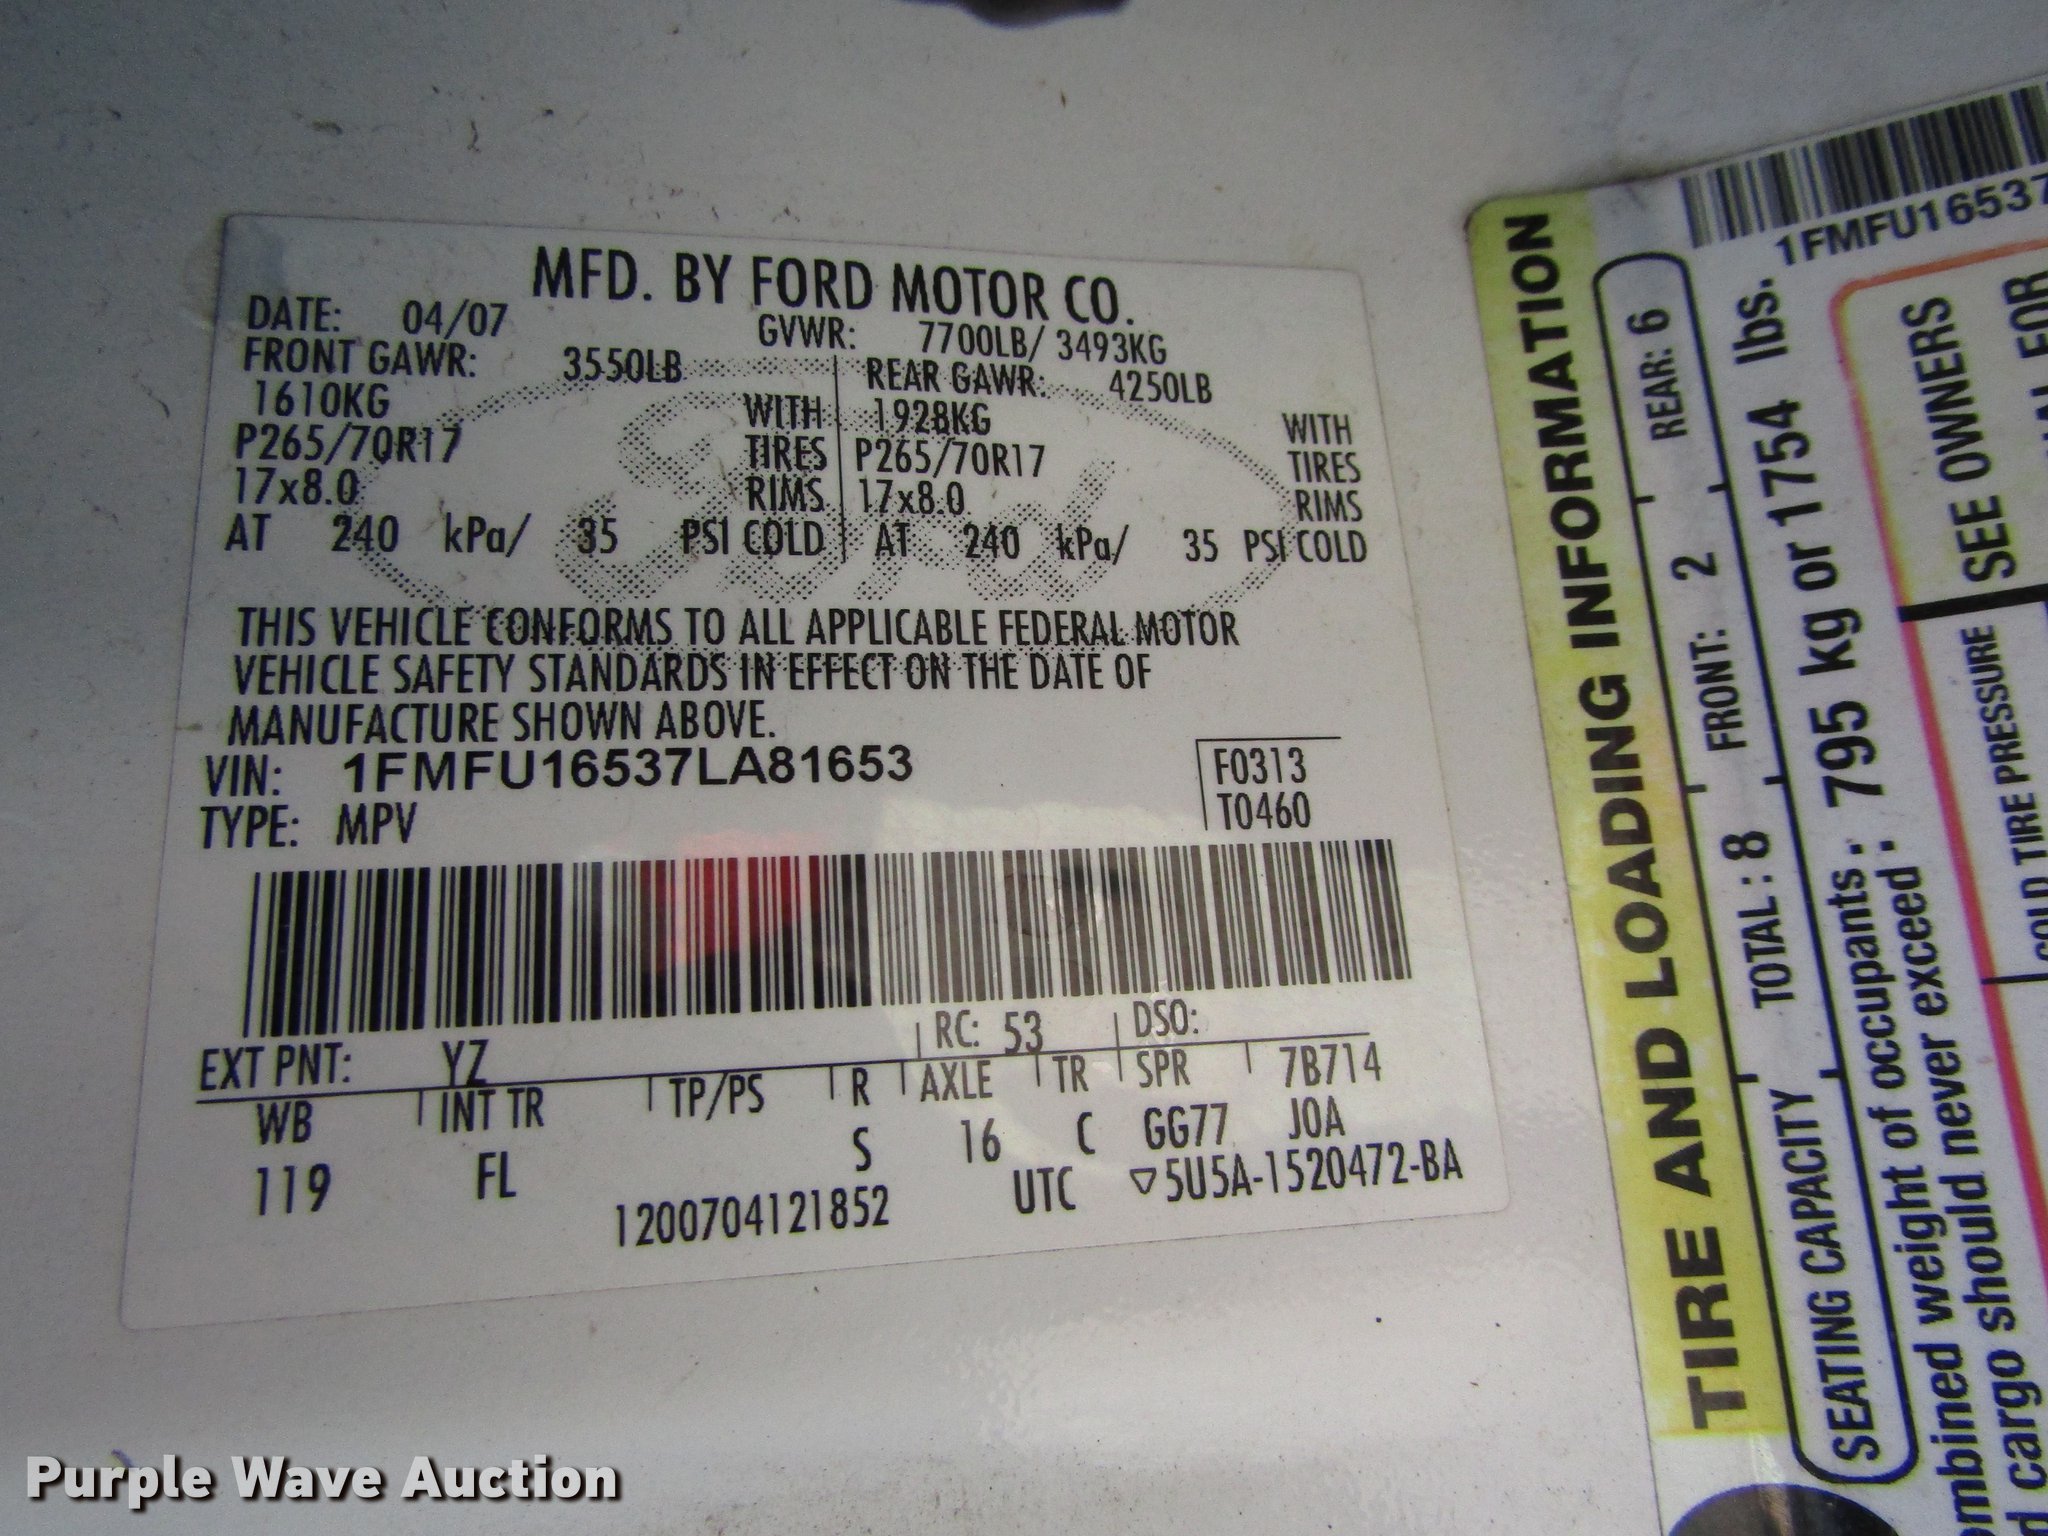 MFD. BY FORD MOTOR CO.
DATE: 04/07 GVWR: 7700LB/ 3493KG
FRONT GAWR: 3550LB REAR GAWR: 4250LB
1610KG WITH 1928KG WITH
P265/70R17 TIRES P265/70R17 TIRES
17x8.0 RIMS 17x8.0 RIMS
AT 240 kPa/ 35 PSI COLD AT 240 kPa/ 35 PSI COLD
Ford
THIS VEHICLE CONFORMS TO ALL APPLICABLE FEDERAL MOTOR
VEHICLE SAFETY STANDARDS IN EFFECT ON THE DATE OF
MANUFACTURE SHOWN ABOVE.
VIN: 1FMFU16537LA81653 F0313
TYPE: MPV T0460
EXT PNT: YZ RC: 53 DSO:
WB INT TR TP/PS R AXLE TR SPR 7B714
119 FL S 16 C GG77 JOA
1200704121852 UTC ▽5U5A-1520472-BA
TIRE AND LOADING INFORMATION
SEATING CAPACITY TOTAL : 8 FRONT: 2 REAR: 6
of occupants
weight of cargo should never exceed : 795 kg or 1754 lbs.
1FMFU16537
SEE OWNERS
FOR
COLD TIRE PRESSURE
Purple Wave Auction